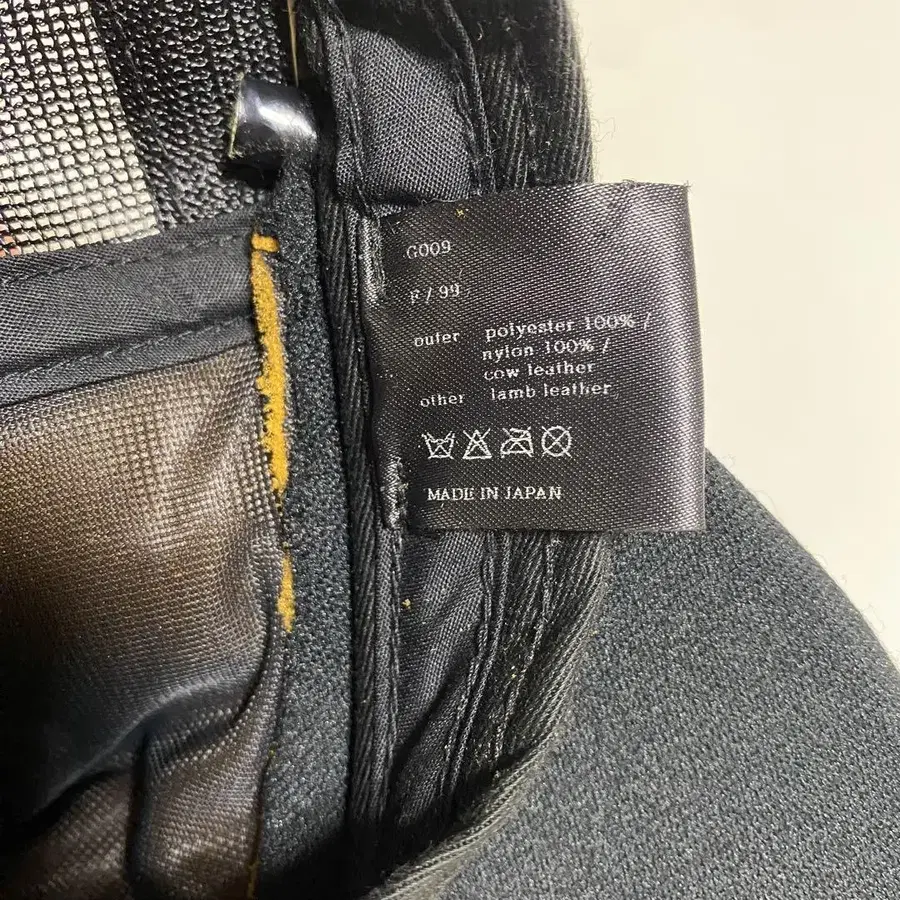 G009
F / 99
outer polyester 100% /
nylon 100% /
cow leather
other lamb leather
MADE IN JAPAN